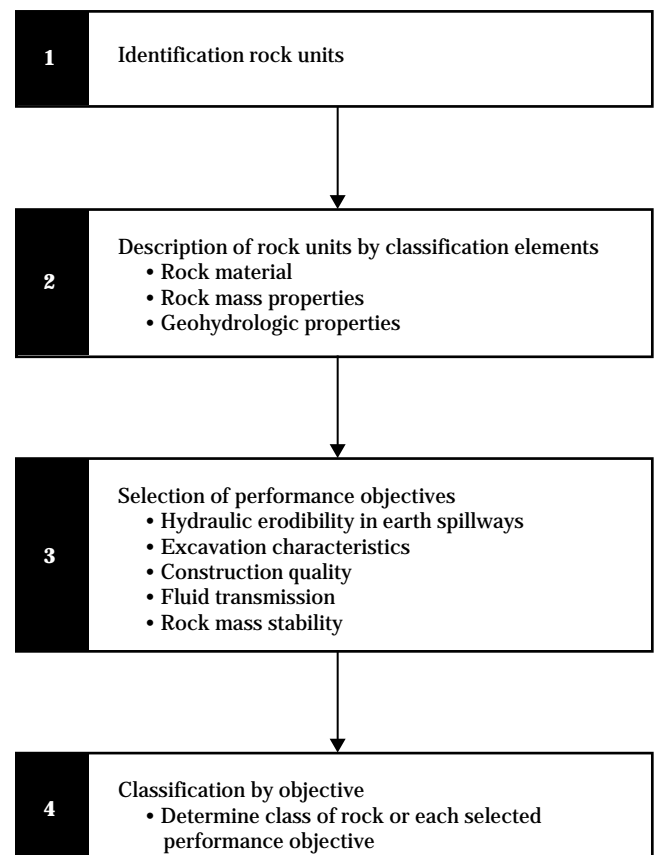 1
Identification rock units
2
Description of rock units by classification elements
• Rock material
• Rock mass properties
• Geohydrologic properties
3
Selection of performance objectives
• Hydraulic erodibility in earth spillways
• Excavation characteristics
• Construction quality
• Fluid transmission
• Rock mass stability
4
Classification by objective
• Determine class of rock or each selected
performance objective